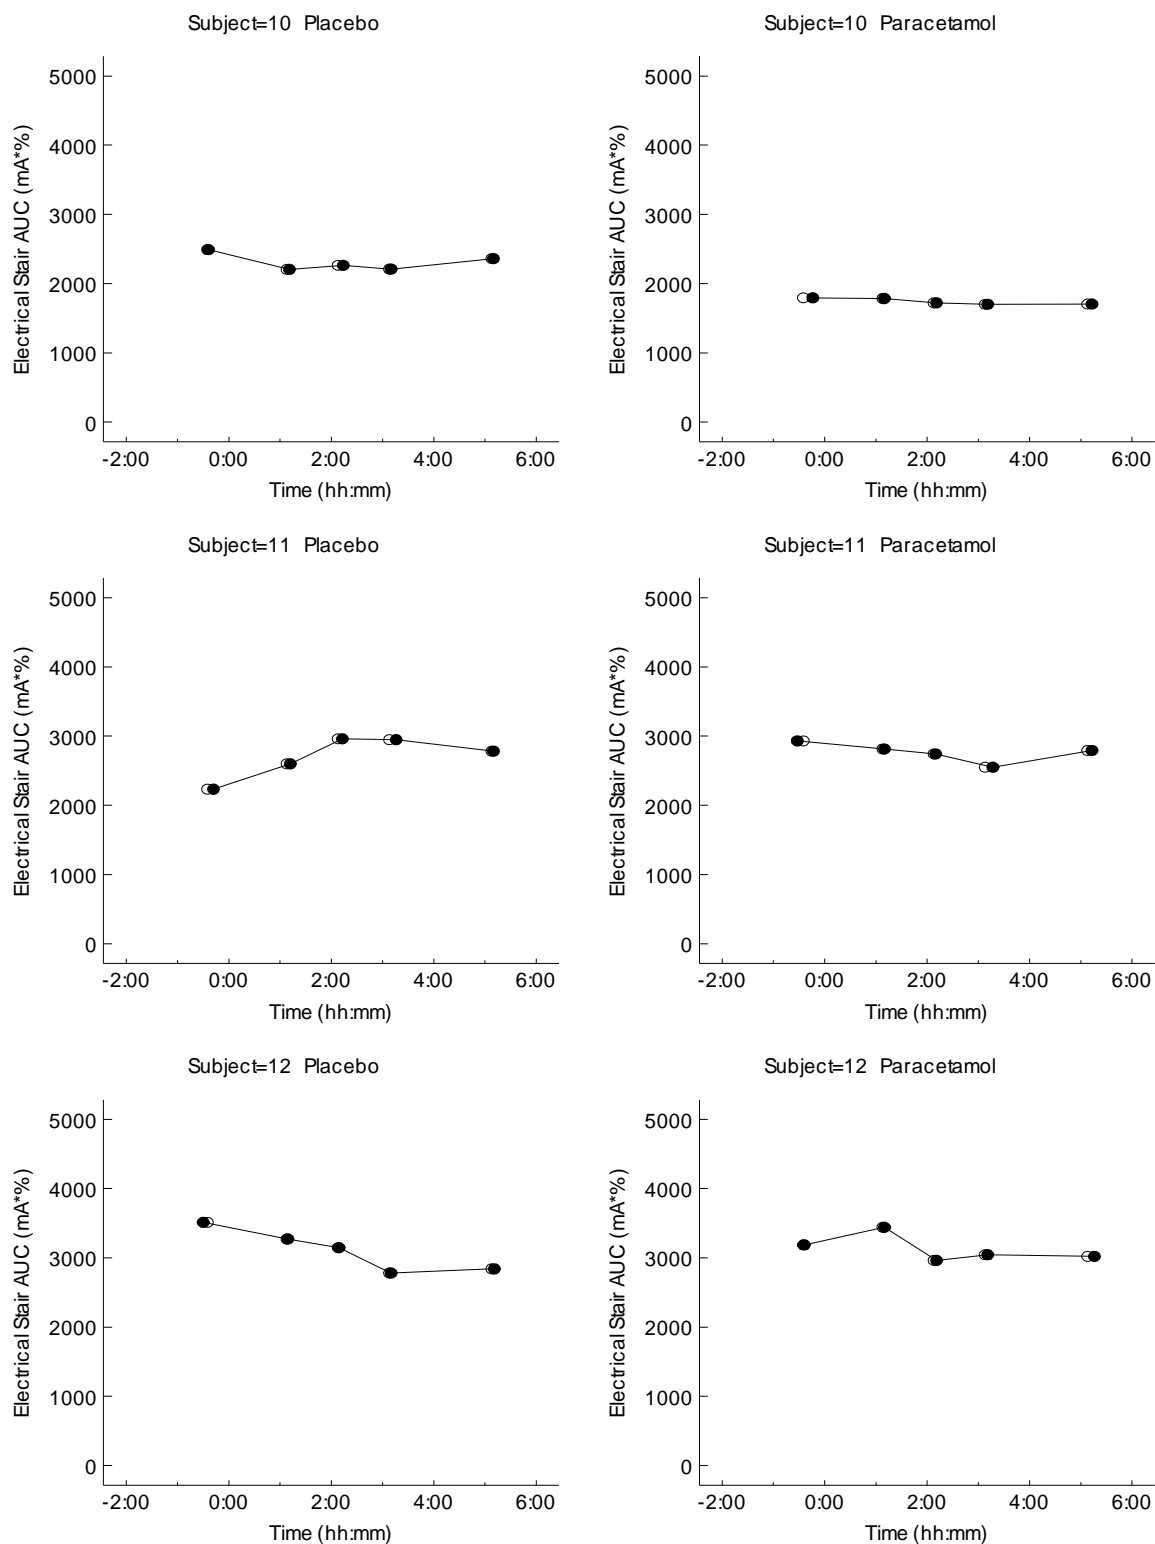 Subject=10 Placebo
Electrical Stair AUC (mA*%)
5000
4000
3000
2000
1000
0
-2:00 0:00 2:00 4:00 6:00
Time (hh:mm)
Subject=10 Paracetamol
Electrical Stair AUC (mA*%)
5000
4000
3000
2000
1000
0
-2:00 0:00 2:00 4:00 6:00
Time (hh:mm)
Subject=11 Placebo
Electrical Stair AUC (mA*%)
5000
4000
3000
2000
1000
0
-2:00 0:00 2:00 4:00 6:00
Time (hh:mm)
Subject=11 Paracetamol
Electrical Stair AUC (mA*%)
5000
4000
3000
2000
1000
0
-2:00 0:00 2:00 4:00 6:00
Time (hh:mm)
Subject=12 Placebo
Electrical Stair AUC (mA*%)
5000
4000
3000
2000
1000
0
-2:00 0:00 2:00 4:00 6:00
Time (hh:mm)
Subject=12 Paracetamol
Electrical Stair AUC (mA*%)
5000
4000
3000
2000
1000
0
-2:00 0:00 2:00 4:00 6:00
Time (hh:mm)